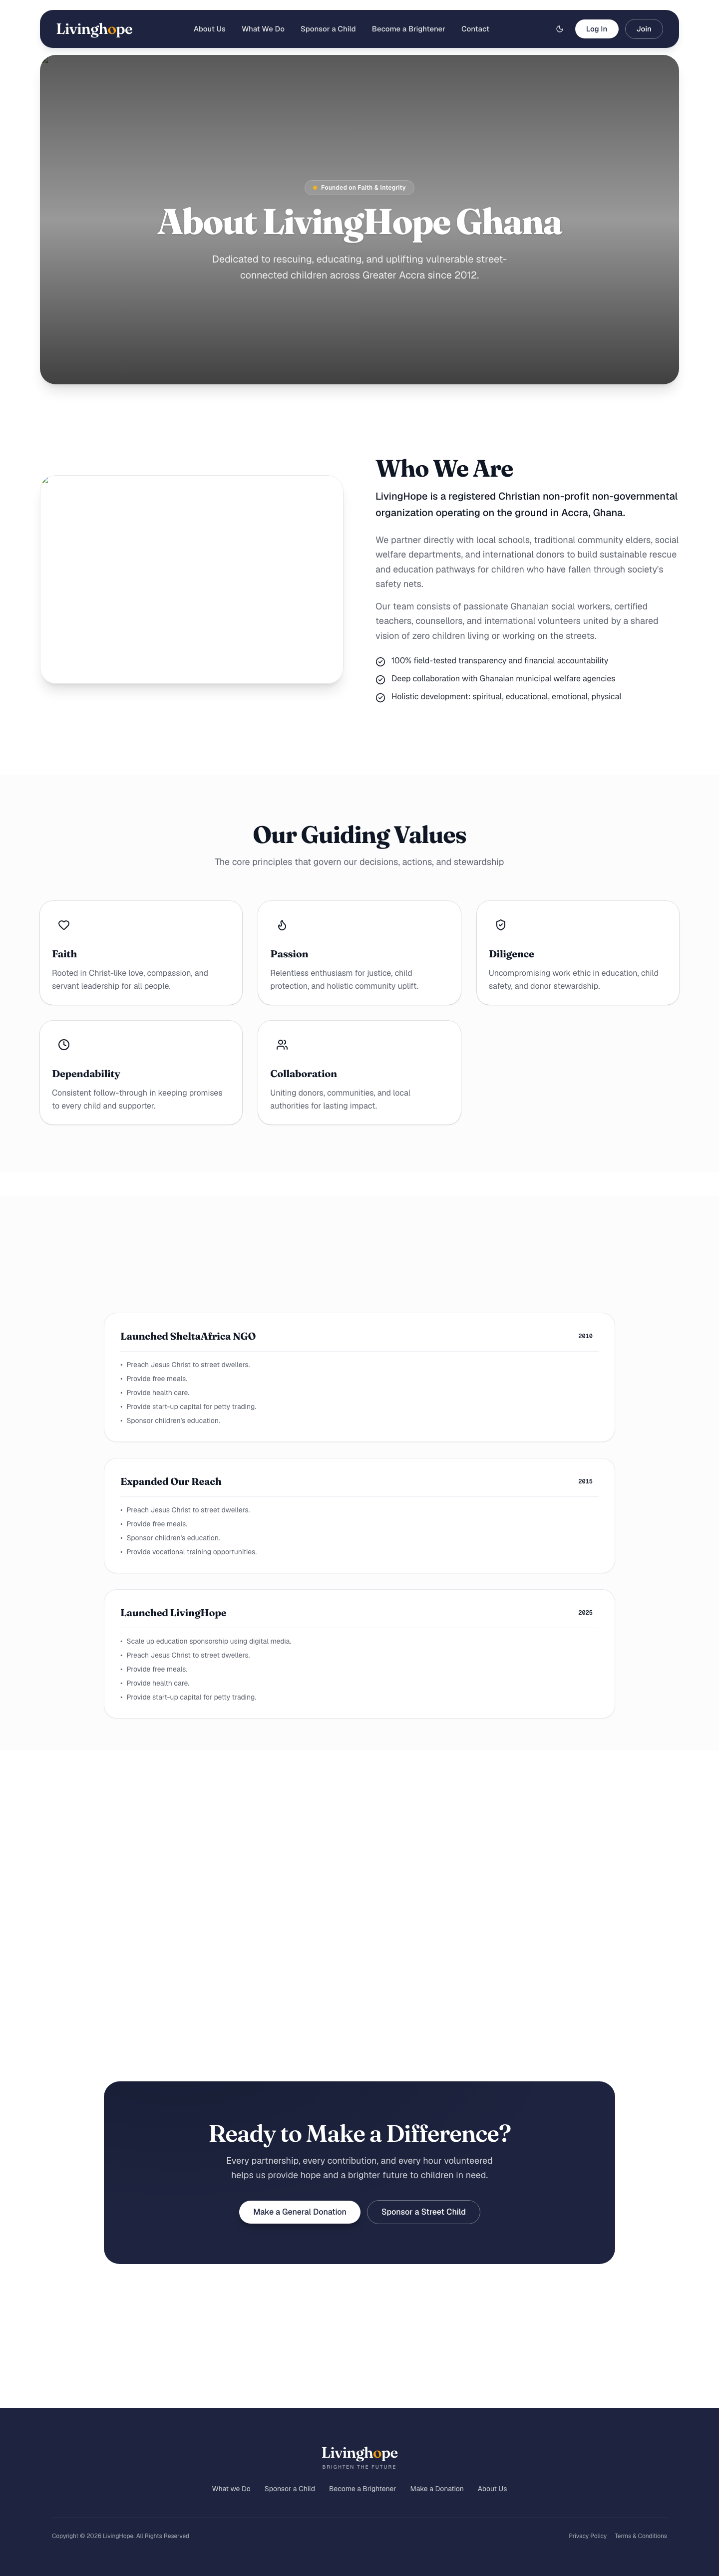 Livinghope
About Us
What We Do
Sponsor a Child
Become a Brightener
Contact
Log In
Join
Founded on Faith & Integrity
About LivingHope Ghana
Dedicated to rescuing, educating, and uplifting vulnerable street-
connected children across Greater Accra since 2012.
Who We Are
LivingHope is a registered Christian non-profit non-governmental
organization operating on the ground in Accra, Ghana.
We partner directly with local schools, traditional community elders, social
welfare departments, and international donors to build sustainable rescue
and education pathways for children who have fallen through society's
safety nets.
Our team consists of passionate Ghanaian social workers, certified
teachers, counsellors, and international volunteers united by a shared
vision of zero children living or working on the streets.
100% field-tested transparency and financial accountability
Deep collaboration with Ghanaian municipal welfare agencies
Holistic development: spiritual, educational, emotional, physical
Our Guiding Values
The core principles that govern our decisions, actions, and stewardship
Faith
Rooted in Christ-like love, compassion, and
servant leadership for all people.
Passion
Relentless enthusiasm for justice, child
protection, and holistic community uplift.
Diligence
Uncompromising work ethic in education, child
safety, and donor stewardship.
Dependability
Consistent follow-through in keeping promises
to every child and supporter.
Collaboration
Uniting donors, communities, and local
authorities for lasting impact.
Launched SheltaAfrica NGO
2010
• Preach Jesus Christ to street dwellers.
• Provide free meals.
• Provide health care.
• Provide start-up capital for petty trading.
• Sponsor children's education.
Expanded Our Reach
2015
• Preach Jesus Christ to street dwellers.
• Provide free meals.
• Sponsor children's education.
• Provide vocational training opportunities.
Launched LivingHope
2025
• Scale up education sponsorship using digital media.
• Preach Jesus Christ to street dwellers.
• Provide free meals.
• Provide health care.
• Provide start-up capital for petty trading.
Ready to Make a Difference?
Every partnership, every contribution, and every hour volunteered
helps us provide hope and a brighter future to children in need.
Make a General Donation
Sponsor a Street Child
Livinghope
BRIGHTEN THE FUTURE
What we Do
Sponsor a Child
Become a Brightener
Make a Donation
About Us
Copyright © 2026 LivingHope. All Rights Reserved
Privacy Policy
Terms & Conditions